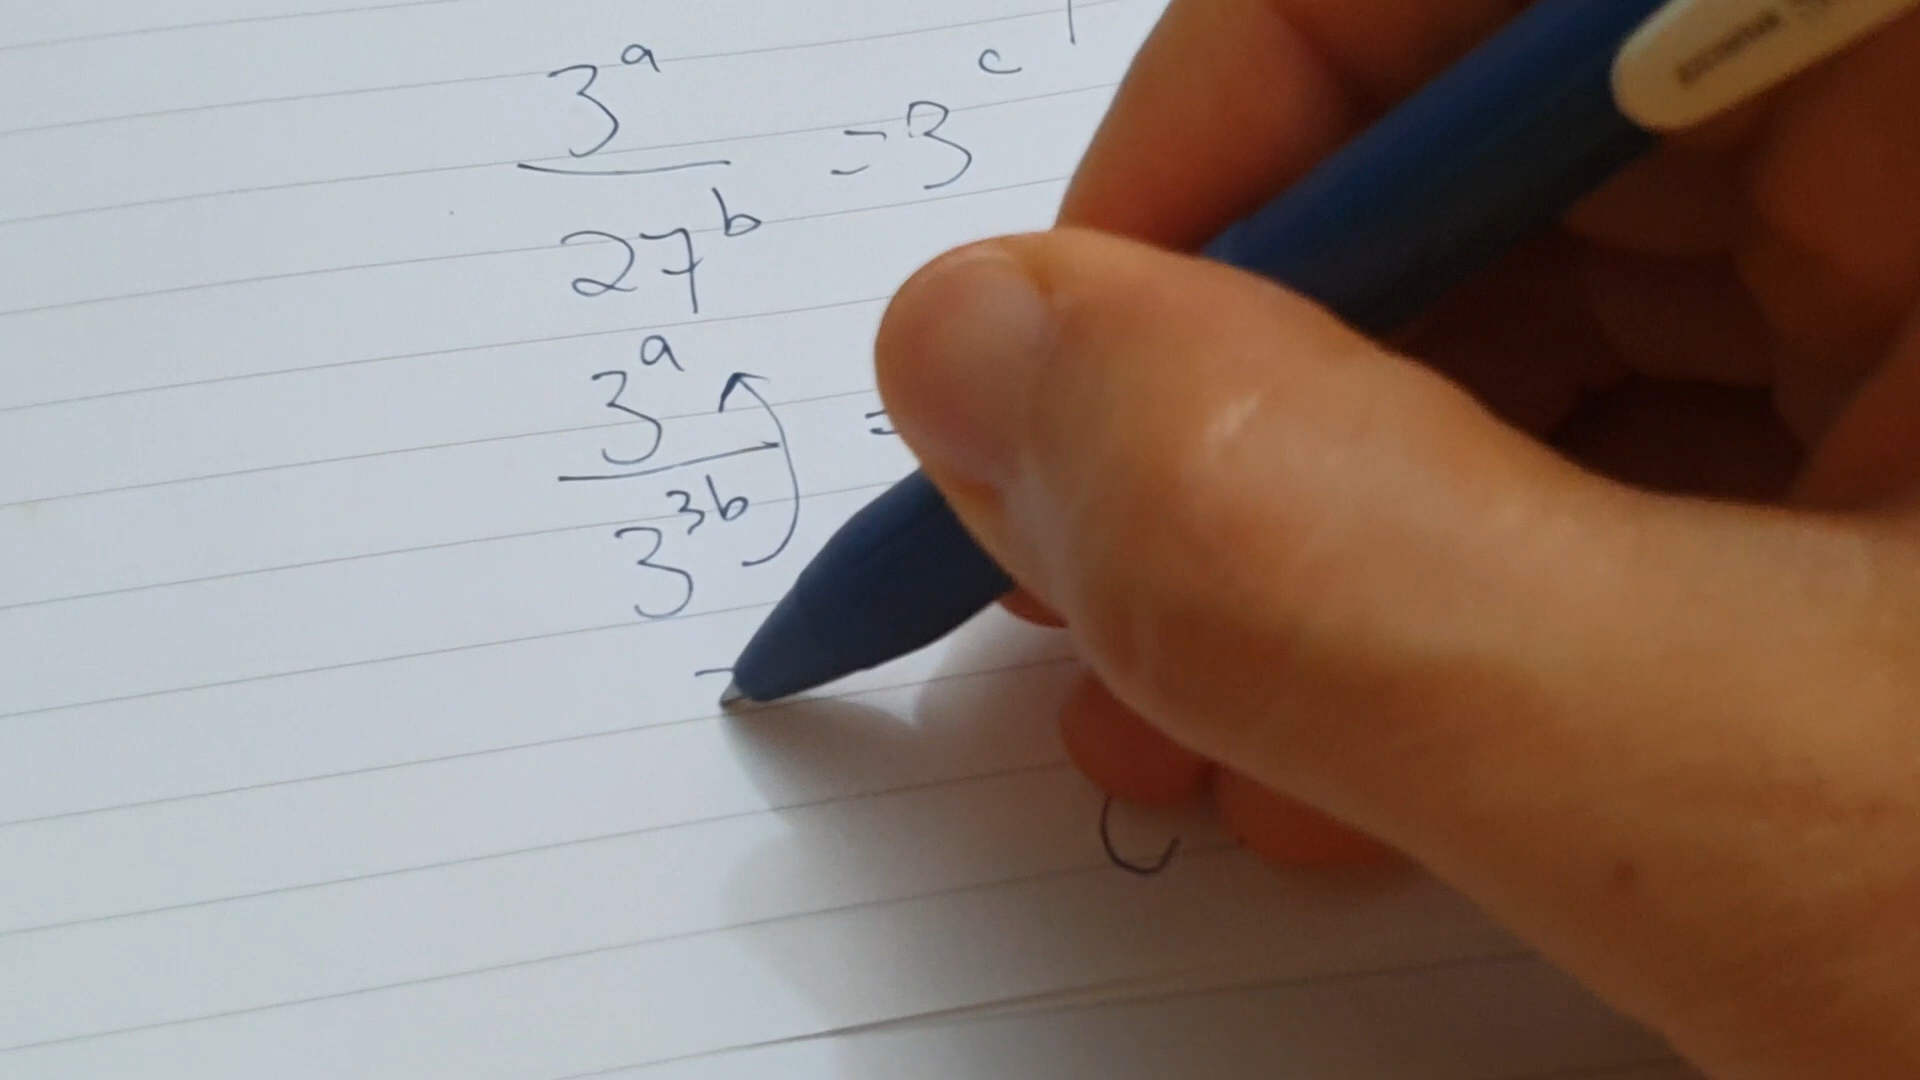 3^a / 27^b = 3^c
3^a / 3^3b =
C